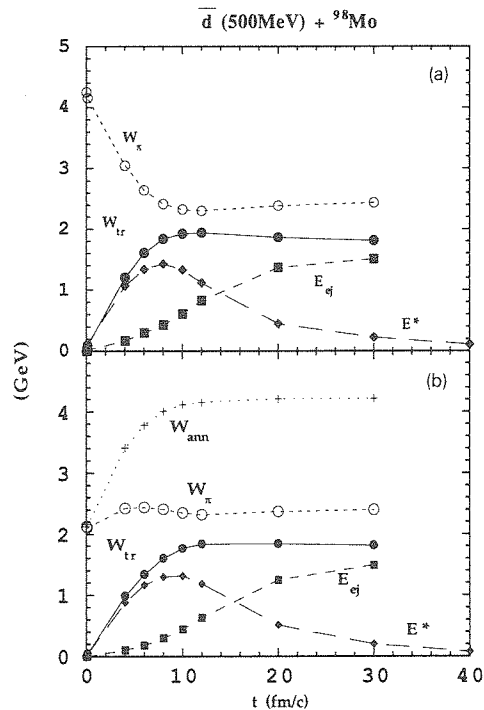 d̅ (500MeV) + ⁹⁸Mo
5
(a)
4
W_π
3
W_tr
2
E_ej
1
E*
0
(GeV)
(b)
W_ann
4
3
W_π
2
W_tr
E_ej
1
E*
0
0 10 20 30 40
t (fm/c)